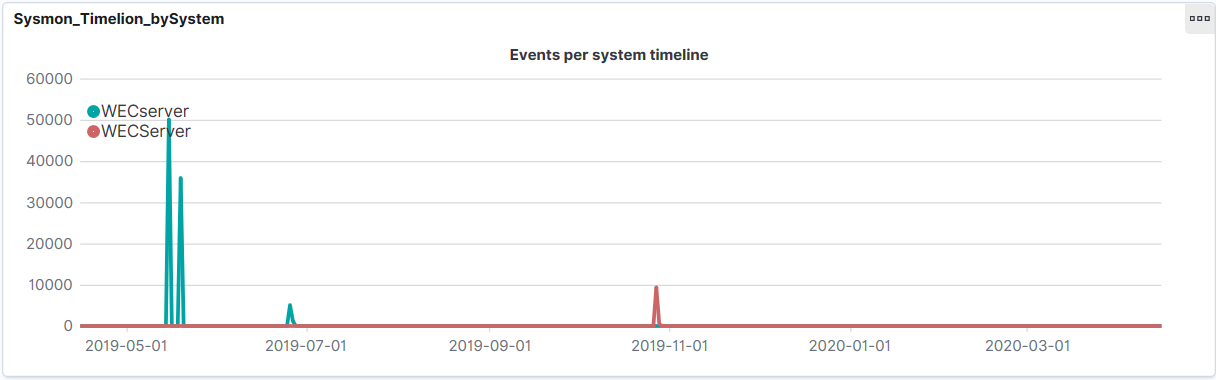 Sysmon_Timelion_bySystem
Events per system timeline
60000
WECserver
50000
WECServer
40000
30000
20000
10000
0
2019-05-01 2019-07-01 2019-09-01 2019-11-01 2020-01-01 2020-03-01